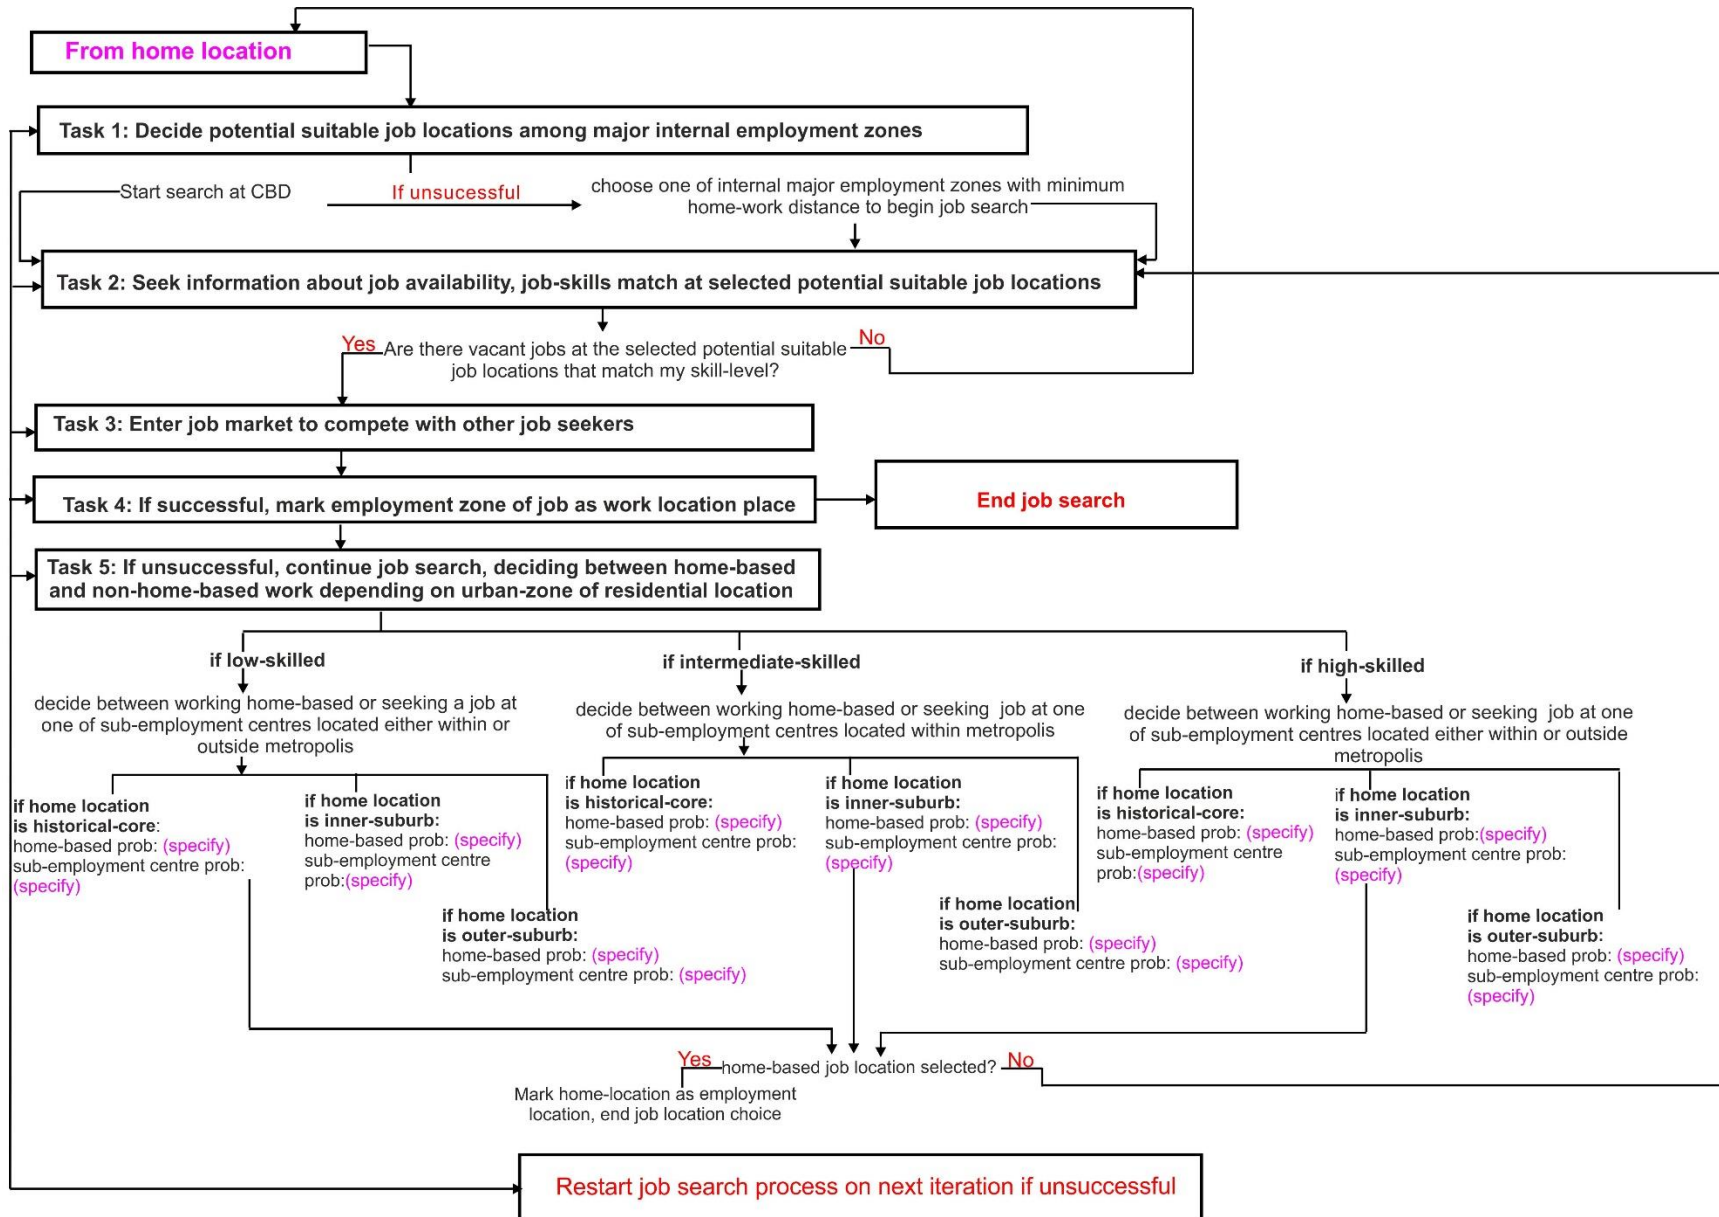 From home location
Task 1: Decide potential suitable job locations among major internal employment zones
Start search at CBD
If unsucessful
choose one of internal major employment zones with minimum
home-work distance to begin job search
Task 2: Seek information about job availability, job-skills match at selected potential suitable job locations
Yes
Are there vacant jobs at the selected potential suitable
job locations that match my skill-level?
No
Task 3: Enter job market to compete with other job seekers
Task 4: If successful, mark employment zone of job as work location place
End job search
Task 5: If unsuccessful, continue job search, deciding between home-based
and non-home-based work depending on urban-zone of residential location
if low-skilled
decide between working home-based or seeking a job at
one of sub-employment centres located either within or
outside metropolis
if home location
is historical-core:
home-based prob: (specify)
sub-employment centre prob:
(specify)
if home location
is inner-suburb:
home-based prob: (specify)
sub-employment centre
prob:(specify)
if home location
is outer-suburb:
home-based prob: (specify)
sub-employment centre prob: (specify)
if intermediate-skilled
decide between working home-based or seeking job at one
of sub-employment centres located within metropolis
if home location
is historical-core:
home-based prob: (specify)
sub-employment centre prob:
(specify)
if home location
is inner-suburb:
home-based prob: (specify)
sub-employment centre prob:
(specify)
if home location
is outer-suburb:
home-based prob: (specify)
sub-employment centre prob: (specify)
if high-skilled
decide between working home-based or seeking job at one
of sub-employment centres located either within or outside
metropolis
if home location
is historical-core:
home-based prob: (specify)
sub-employment centre
prob:(specify)
if home location
is inner-suburb:
home-based prob:(specify)
sub-employment centre prob:
(specify)
if home location
is outer-suburb:
home-based prob: (specify)
sub-employment centre prob:
(specify)
Yes
home-based job location selected?
No
Mark home-location as employment
location, end job location choice
Restart job search process on next iteration if unsuccessful